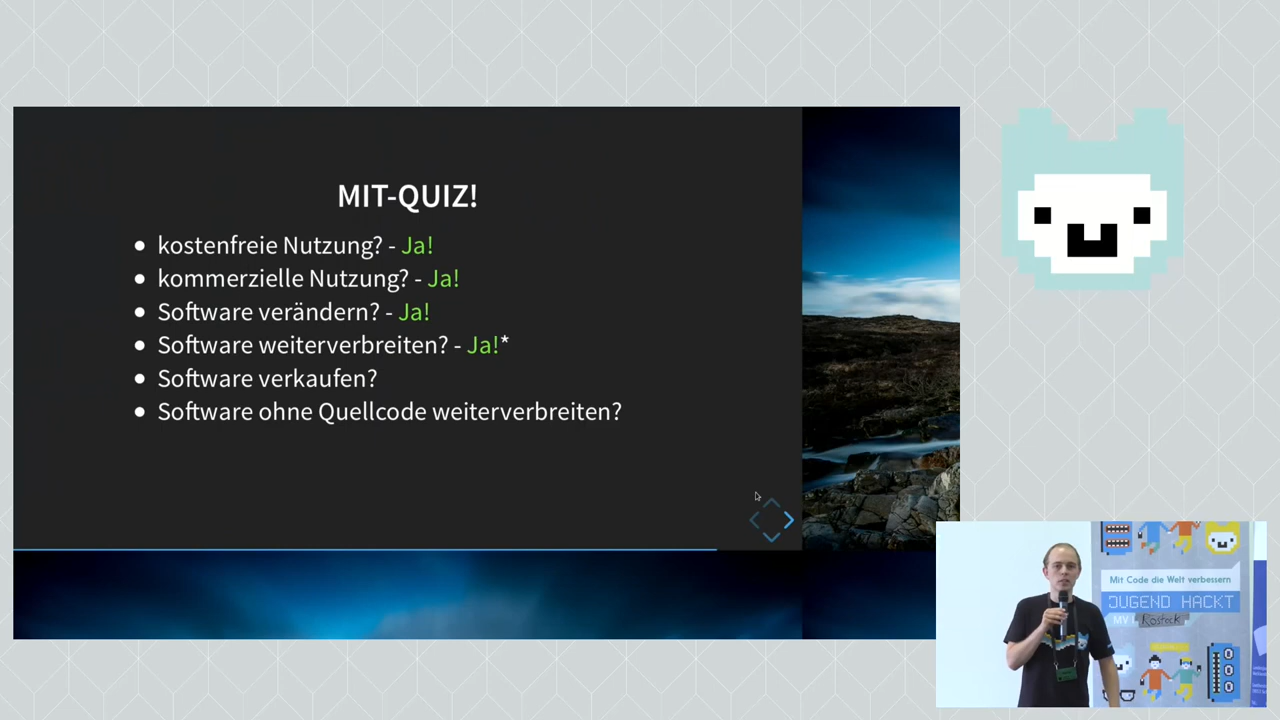 MIT-QUIZ!
kostenfreie Nutzung? - Ja!
kommerzielle Nutzung? - Ja!
Software verändern? - Ja!
Software weiterverbreiten? - Ja!*
Software verkaufen?
Software ohne Quellcode weiterverbreiten?
Mit Code die Welt verbessern
JUGEND HACKT
MV | Rostock